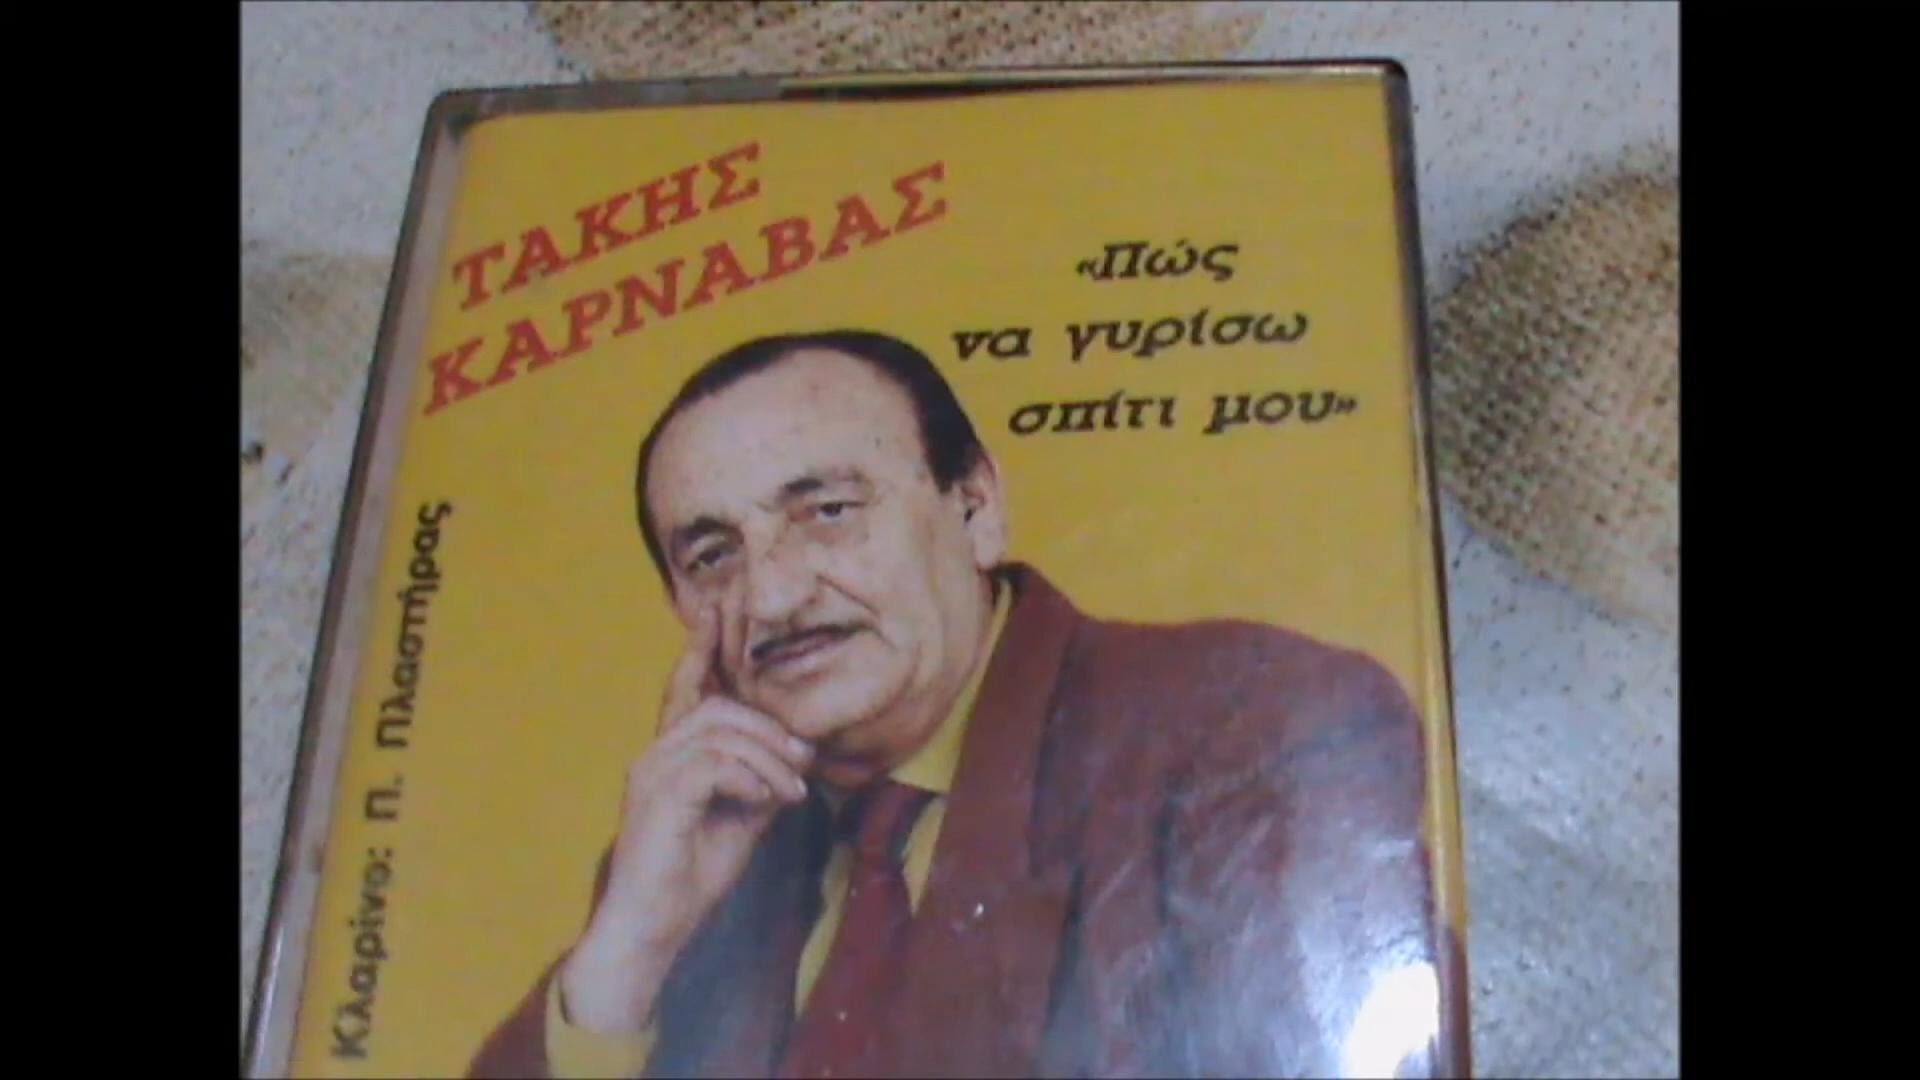 ΤΑΚΗΣ
ΚΑΡΝΑΒΑΣ
«Πώς
να γυρίσω
σπίτι μου»
Κλαρίνο: Π. Πλαστήρας